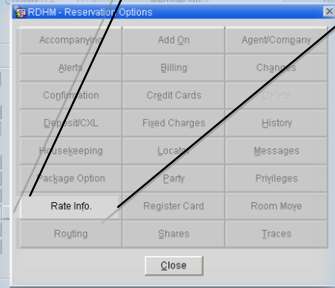 RDHM - Reservation Options
Accompanying Add On Agent/Company
Alerts Billing Changes
Confirmation Credit Cards Delete
Deposit/CXL Fixed Charges History
Housekeeping Locator Messages
Package Option Party Privileges
Rate Info. Register Card Room Move
Routing Shares Traces
Close